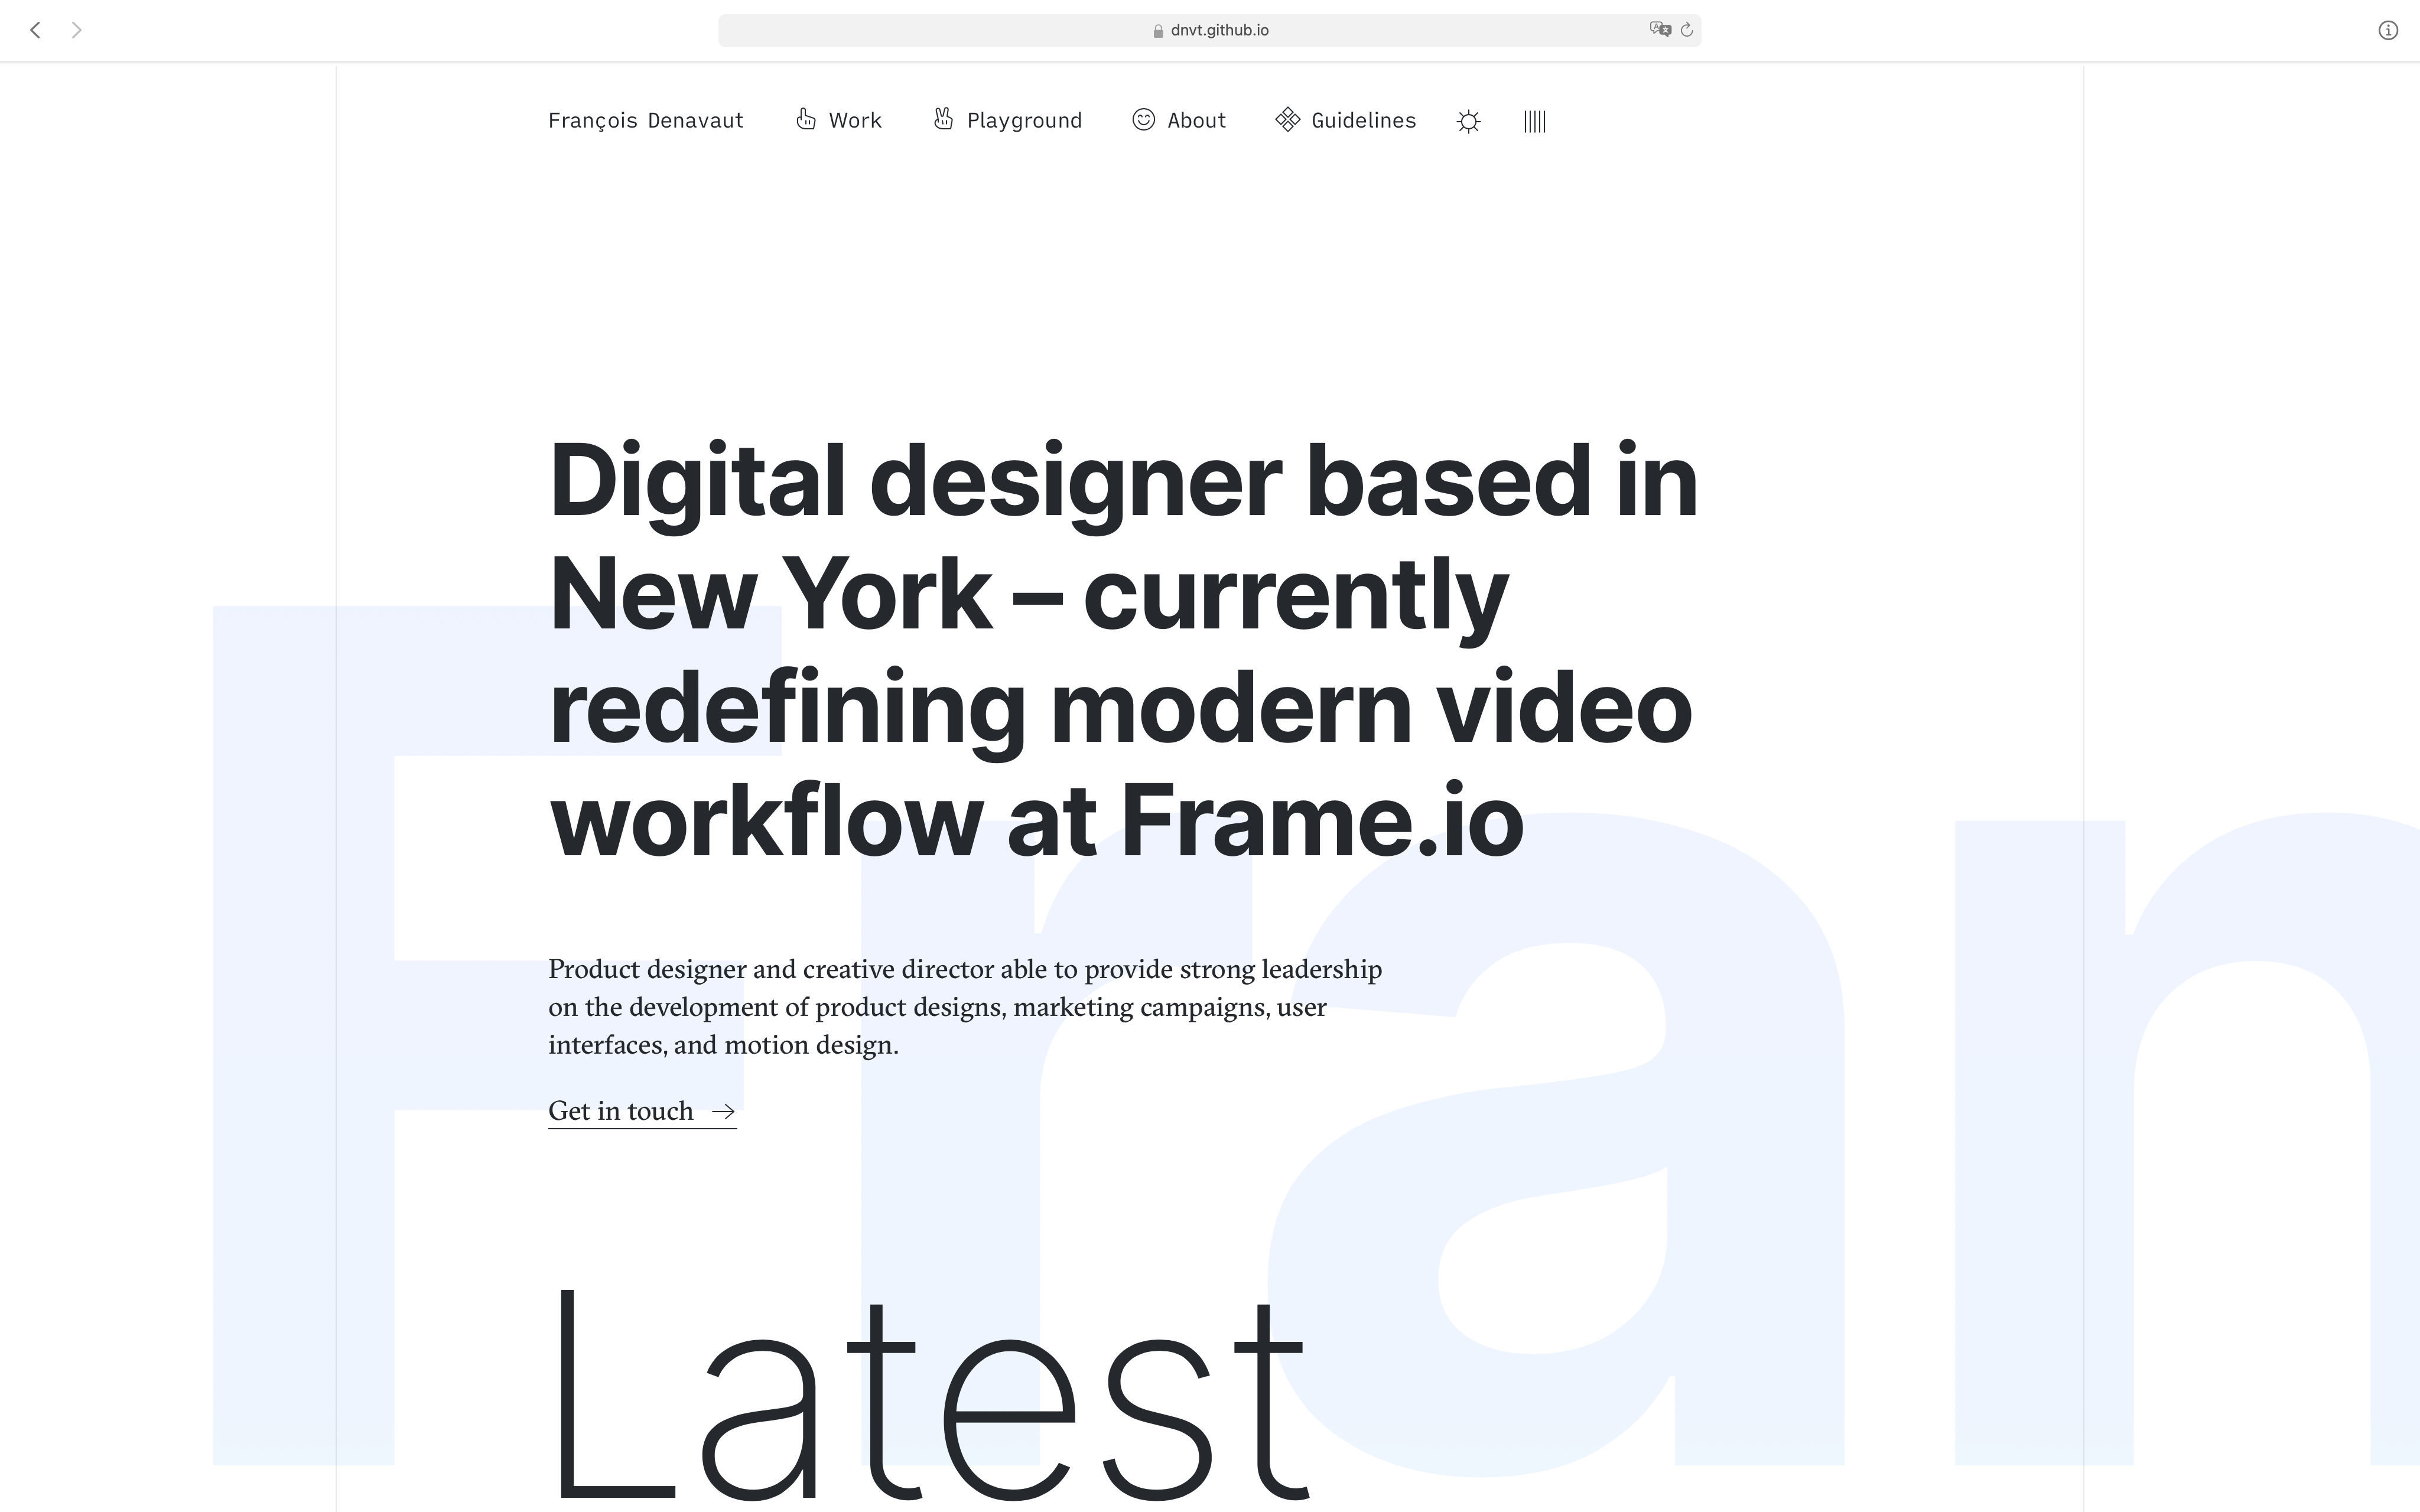 dnvt.github.io
François Denavaut
Work
Playground
About
Guidelines
Digital designer based in
New York – currently
redefining modern video
workflow at Frame.io
Product designer and creative director able to provide strong leadership
on the development of product designs, marketing campaigns, user
interfaces, and motion design.
Get in touch →
Latest
Fran